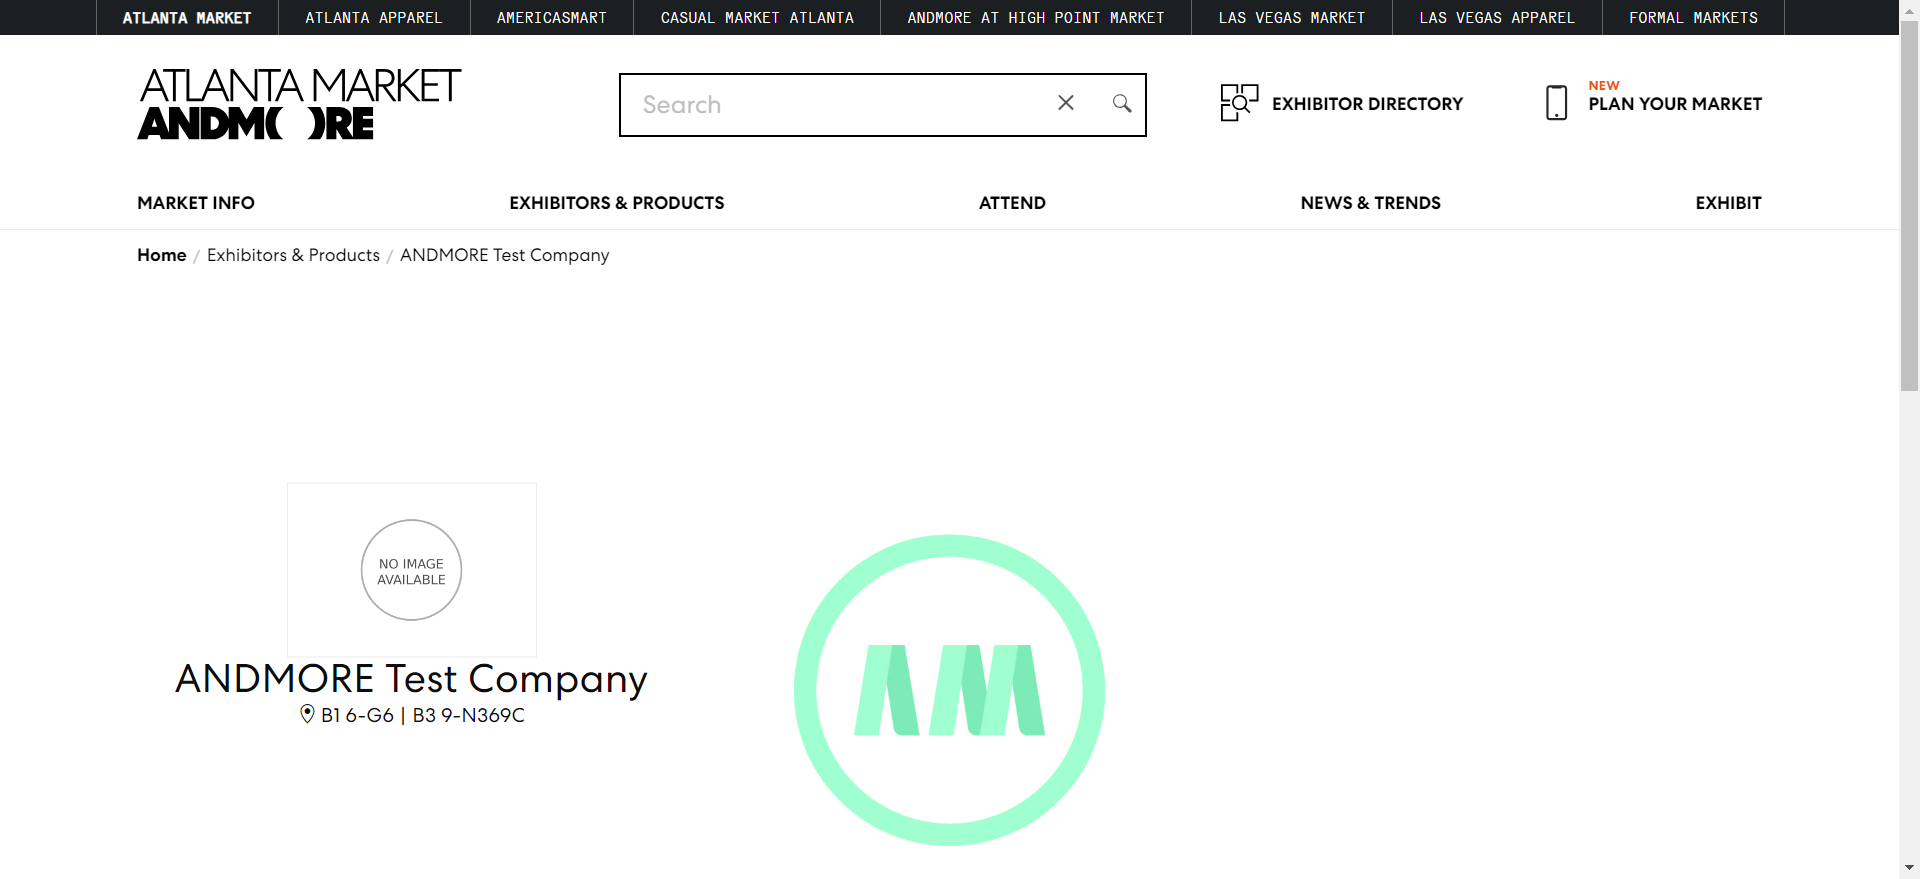 ATLANTA MARKET ATLANTA APPAREL AMERICASMART CASUAL MARKET ATLANTA ANDMORE AT HIGH POINT MARKET LAS VEGAS MARKET LAS VEGAS APPAREL FORMAL MARKETS
ATLANTA MARKET
ANDMORE
Search
EXHIBITOR DIRECTORY
NEW
PLAN YOUR MARKET
MARKET INFO EXHIBITORS & PRODUCTS ATTEND NEWS & TRENDS EXHIBIT
Home / Exhibitors & Products / ANDMORE Test Company
NO IMAGE
AVAILABLE
ANDMORE Test Company
B1 6-G6 | B3 9-N369C
AM